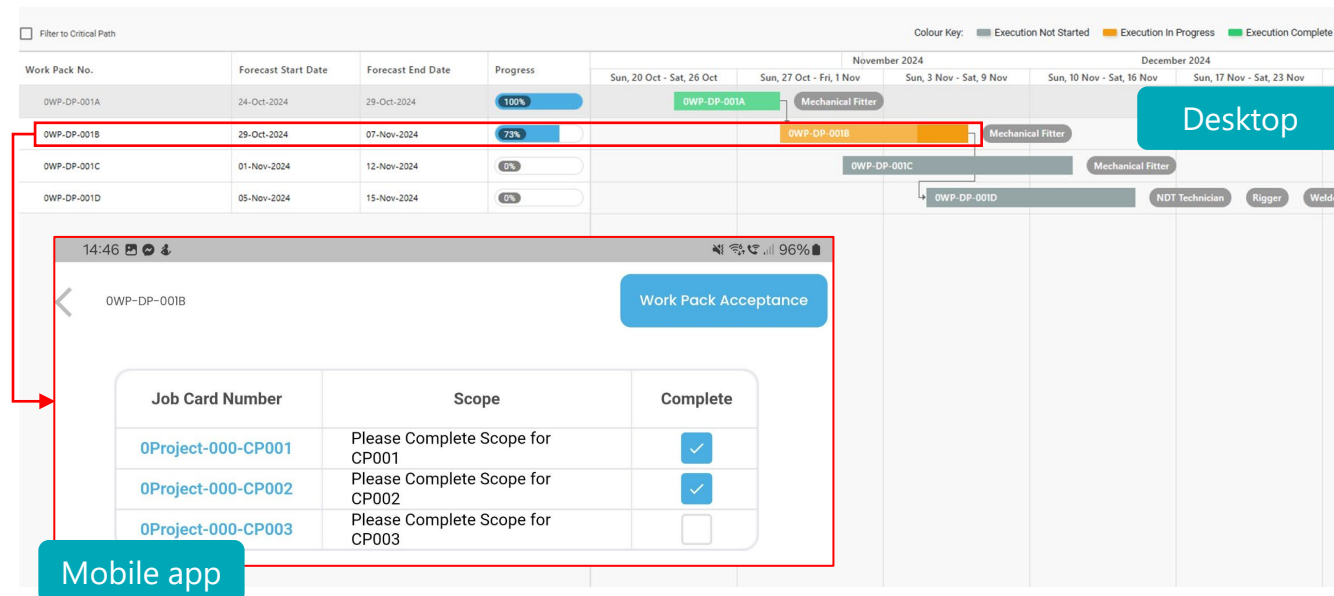 Filter to Critical Path
Colour Key: Execution Not Started Execution In Progress Execution Complete
Work Pack No. Forecast Start Date Forecast End Date Progress
November 2024 December 2024
Sun, 20 Oct - Sat, 26 Oct Sun, 27 Oct - Fri, 1 Nov Sun, 3 Nov - Sat, 9 Nov Sun, 10 Nov - Sat, 16 Nov Sun, 17 Nov - Sat, 23 Nov
0WP-DP-001A 24-Oct-2024 29-Oct-2024 100% 0WP-DP-001A Mechanical Fitter
Desktop
0WP-DP-001B 29-Oct-2024 07-Nov-2024 73% 0WP-DP-001B Mechanical Fitter
0WP-DP-001C 01-Nov-2024 12-Nov-2024 0% 0WP-DP-001C Mechanical Fitter
0WP-DP-001D 05-Nov-2024 15-Nov-2024 0% 0WP-DP-001D NDT Technician Rigger
14:46 96%
0WP-DP-001B Work Pack Acceptance
Job Card Number Scope Complete
0Project-000-CP001 Please Complete Scope for
CP001
0Project-000-CP002 Please Complete Scope for
CP002
0Project-000-CP003 Please Complete Scope for
CP003
Mobile app